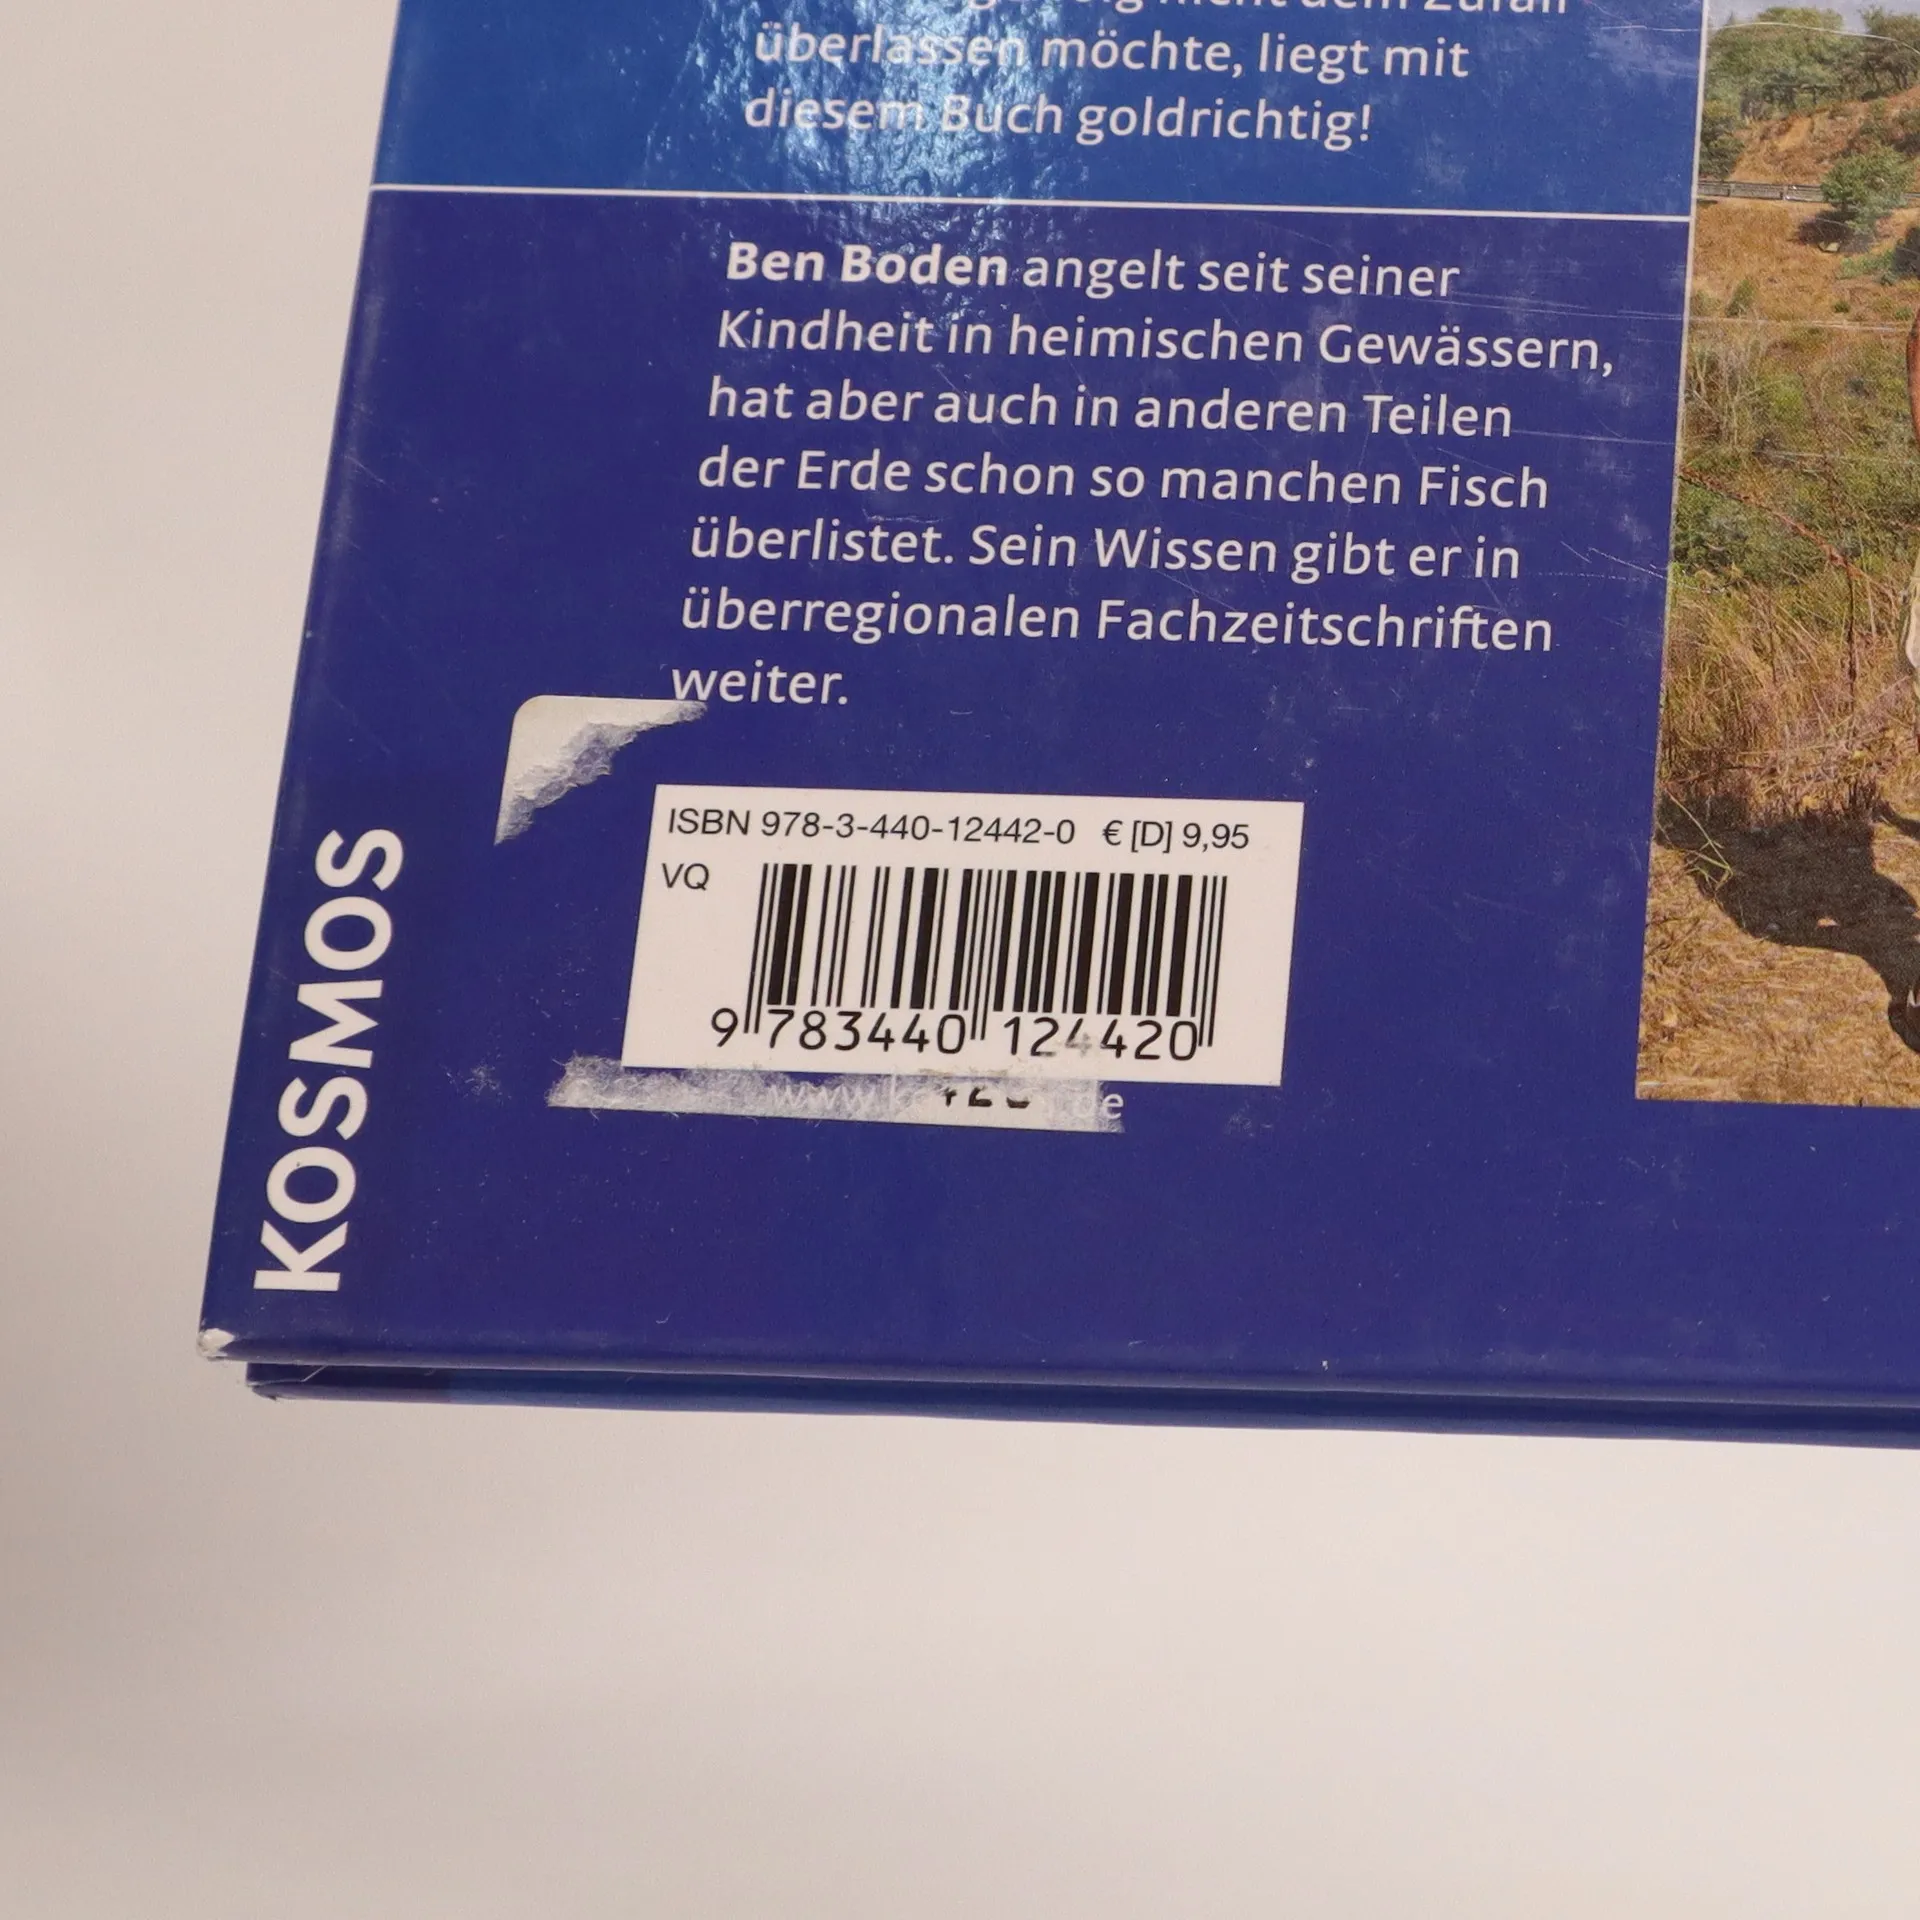 überlassen möchte, liegt mit
diesem Buch goldrichtig!
Ben Boden angelt seit seiner
Kindheit in heimischen Gewässern,
hat aber auch in anderen Teilen
der Erde schon so manchen Fisch
überlistet. Sein Wissen gibt er in
überregionalen Fachzeitschriften
weiter.
ISBN 978-3-440-12442-0 € [D] 9,95
VQ
9 783440 124420
KOSMOS